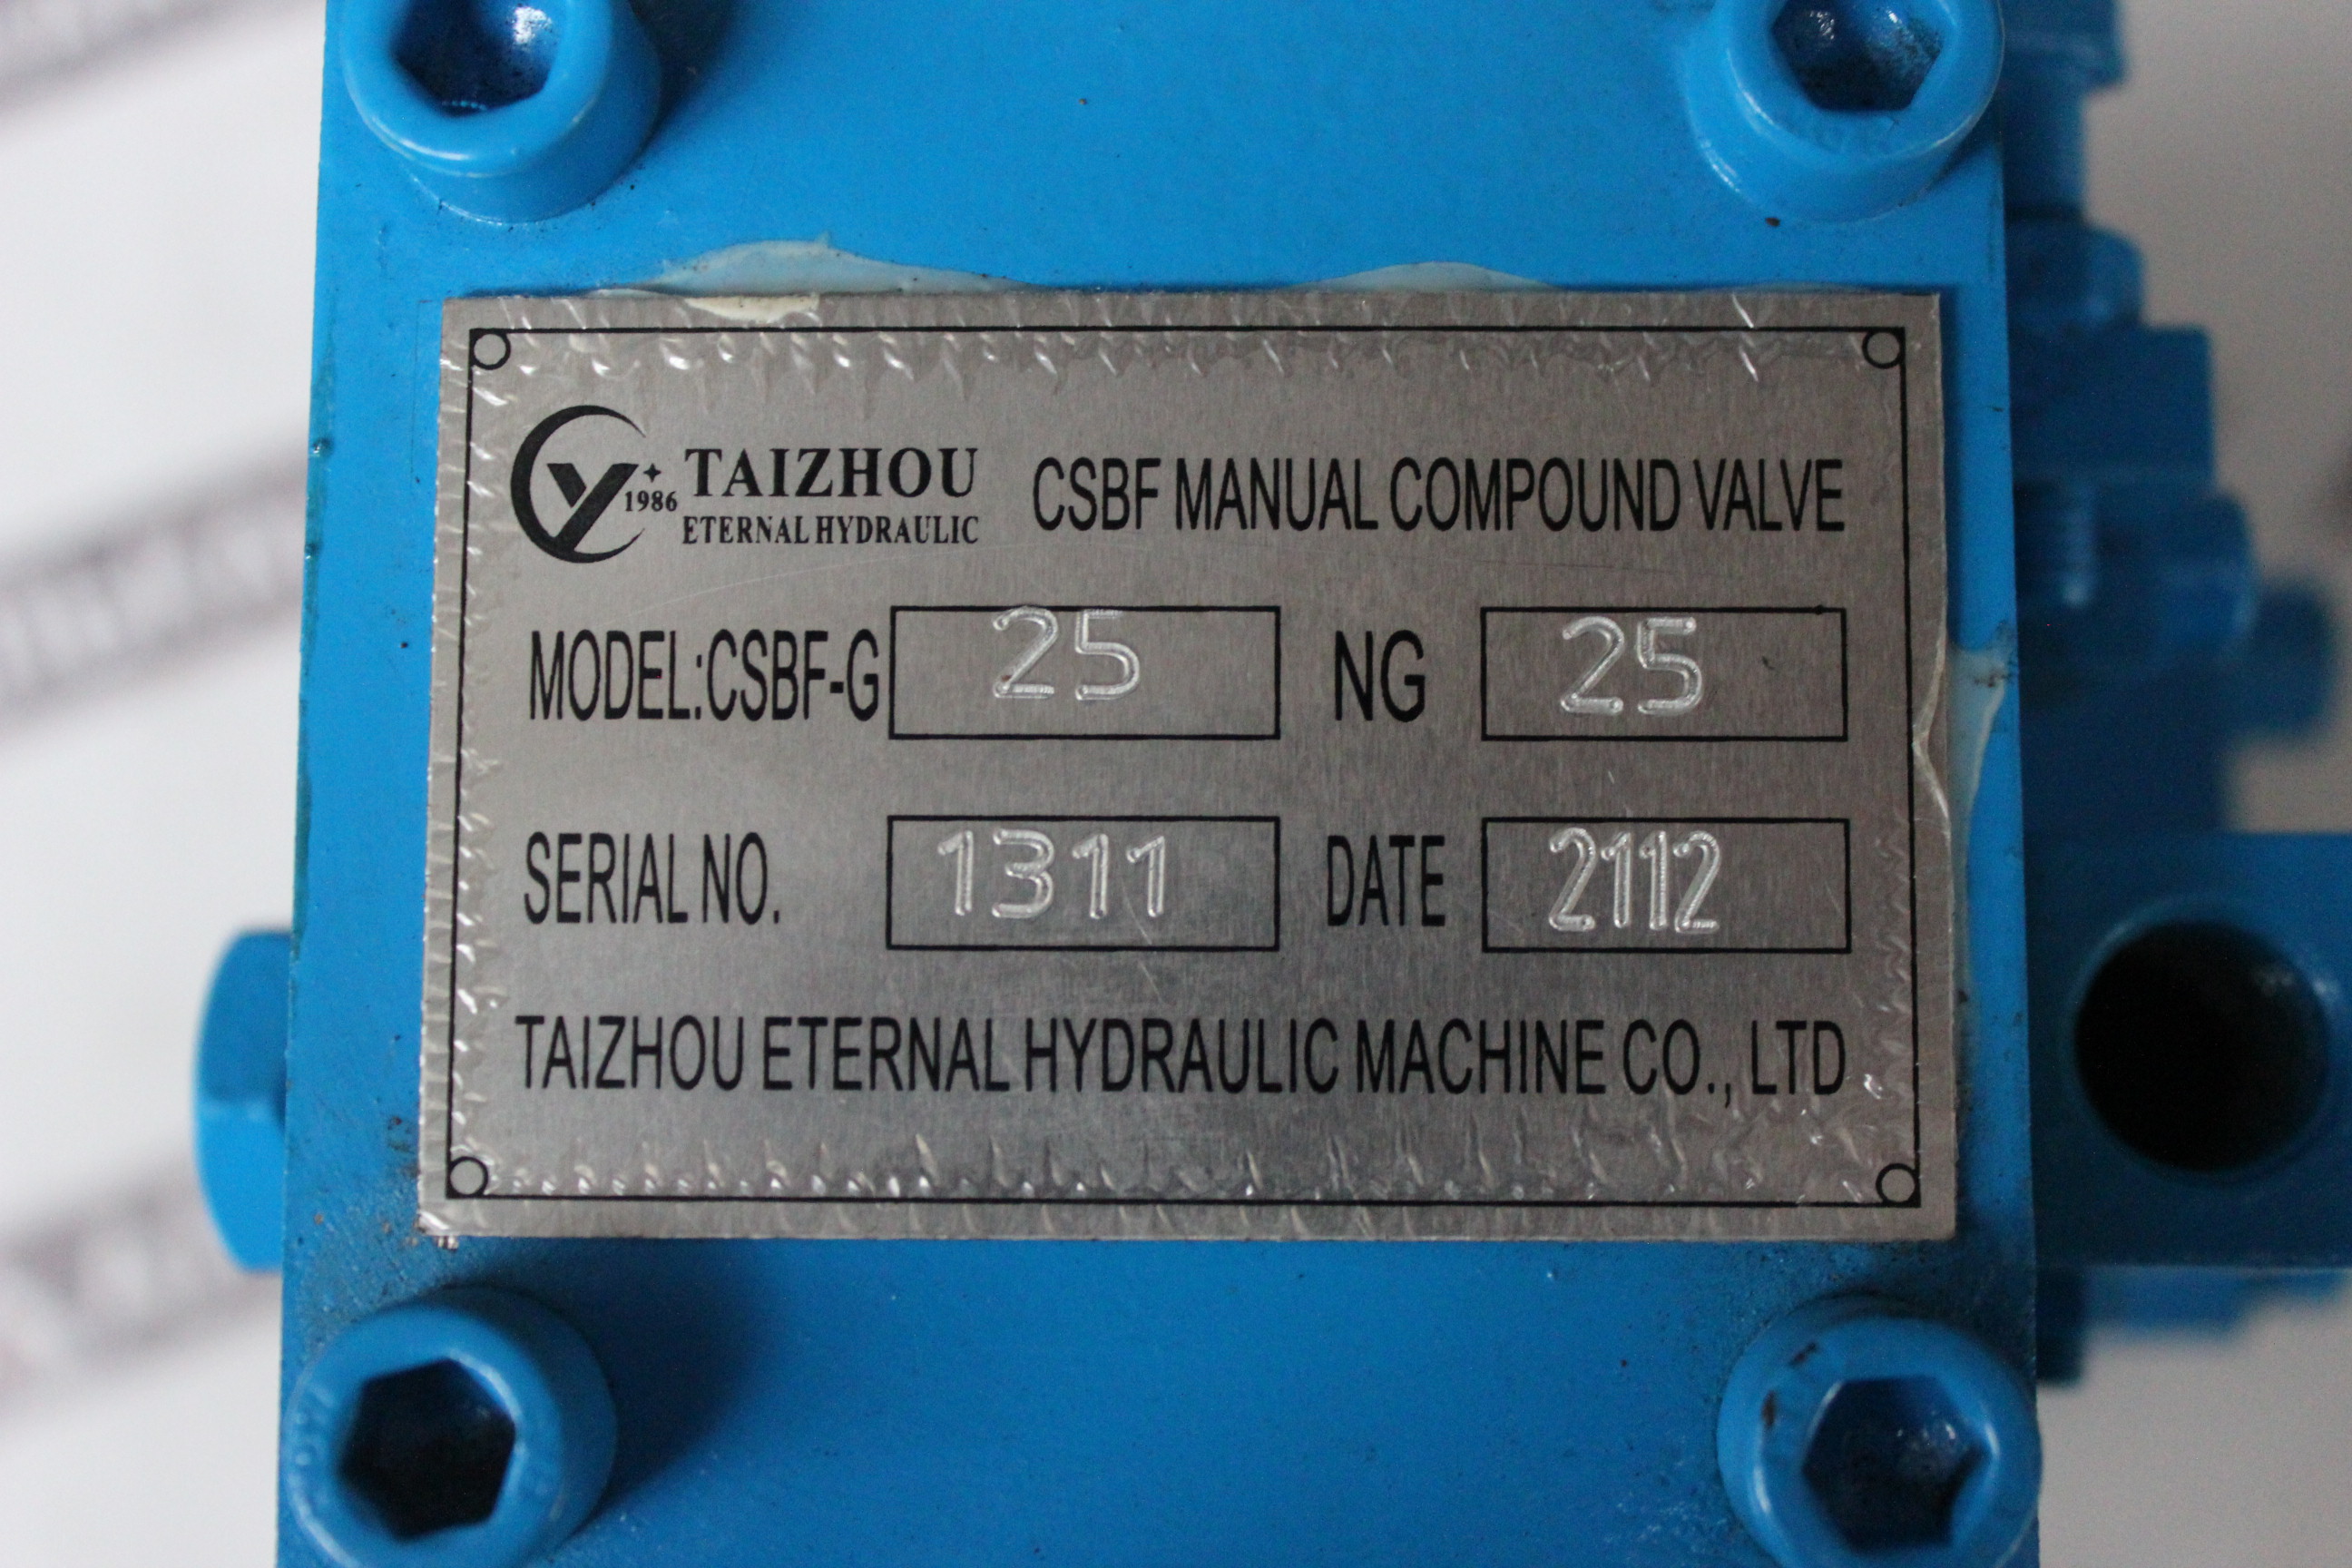 1986 TAIZHOU
ETERNAL HYDRAULIC
CSBF MANUAL COMPOUND VALVE
MODEL:CSBF-G 25 NG 25
SERIAL NO. 1311 DATE 2112
TAIZHOU ETERNAL HYDRAULIC MACHINE CO., LTD